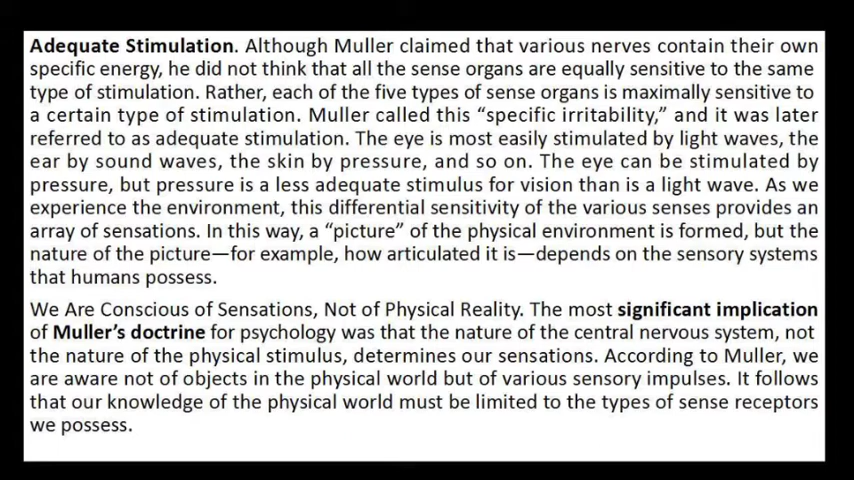 Adequate Stimulation. Although Muller claimed that various nerves contain their own
specific energy, he did not think that all the sense organs are equally sensitive to the same
type of stimulation. Rather, each of the five types of sense organs is maximally sensitive to
a certain type of stimulation. Muller called this “specific irritability,” and it was later
referred to as adequate stimulation. The eye is most easily stimulated by light waves, the
ear by sound waves, the skin by pressure, and so on. The eye can be stimulated by
pressure, but pressure is a less adequate stimulus for vision than is a light wave. As we
experience the environment, this differential sensitivity of the various senses provides an
array of sensations. In this way, a “picture” of the physical environment is formed, but the
nature of the picture—for example, how articulated it is—depends on the sensory systems
that humans possess.
We Are Conscious of Sensations, Not of Physical Reality. The most significant implication
of Muller’s doctrine for psychology was that the nature of the central nervous system, not
the nature of the physical stimulus, determines our sensations. According to Muller, we
are aware not of objects in the physical world but of various sensory impulses. It follows
that our knowledge of the physical world must be limited to the types of sense receptors
we possess.